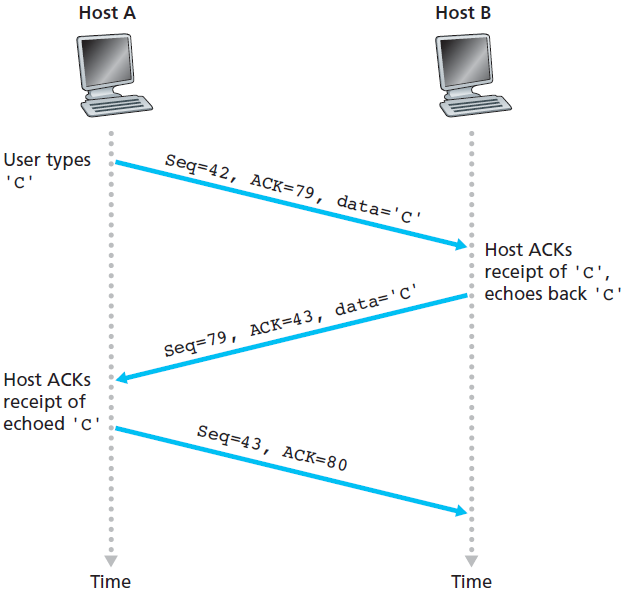 Host A
Host B
User types
'C'
Seq=42, ACK=79, data='C'
Host ACKs
receipt of 'C',
echoes back 'C'
Seq=79, ACK=43, data='C'
Host ACKs
receipt of
echoed 'C'
Seq=43, ACK=80
Time
Time